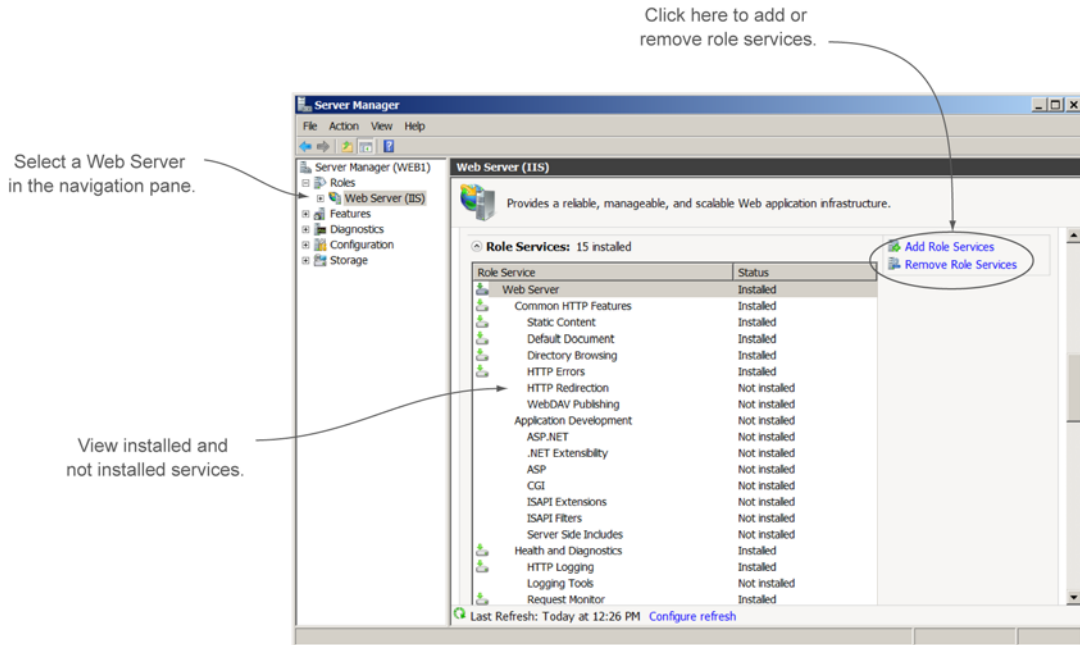 Click here to add or
remove role services.
Server Manager
File Action View Help
Select a Web Server
in the navigation pane.
Server Manager (WEB1)
Roles
Web Server (IIS)
Features
Diagnostics
Configuration
Storage
Web Server (IIS)
Provides a reliable, manageable, and scalable Web application infrastructure.
Role Services: 15 installed
Add Role Services
Remove Role Services
Role Service Status
Web Server Installed
Common HTTP Features Installed
Static Content Installed
Default Document Installed
Directory Browsing Installed
HTTP Errors Installed
HTTP Redirection Not installed
WebDAV Publishing Not installed
Application Development Not installed
ASP.NET Not installed
.NET Extensibility Not installed
ASP Not installed
CGI Not installed
ISAPI Extensions Not installed
ISAPI Filters Not installed
Server Side Includes Not installed
Health and Diagnostics Installed
HTTP Logging Installed
Logging Tools Not installed
Request Monitor Installed
View installed and
not installed services.
Last Refresh: Today at 12:26 PM Configure refresh